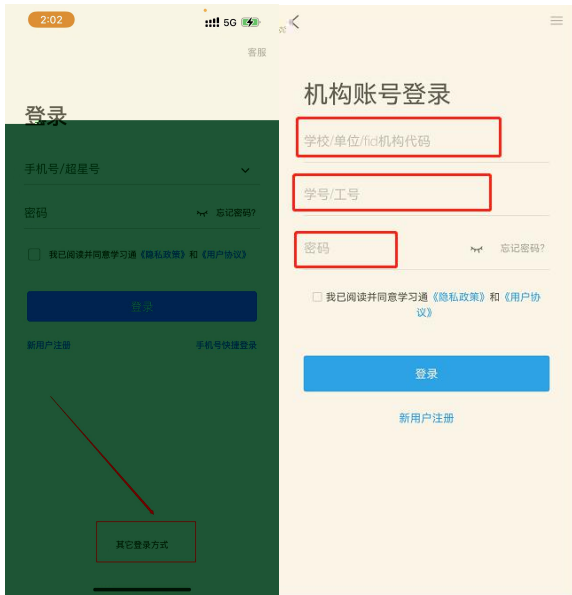 2:02
5G
客服
登录
手机号/超星号
密码
忘记密码?
我已阅读并同意学习通《隐私政策》和《用户协议》
登录
新用户注册
手机号快捷登录
其它登录方式
机构账号登录
学校/单位/fid机构代码
学号/工号
密码
忘记密码?
我已阅读并同意学习通《隐私政策》和《用户协
议》
登录
新用户注册